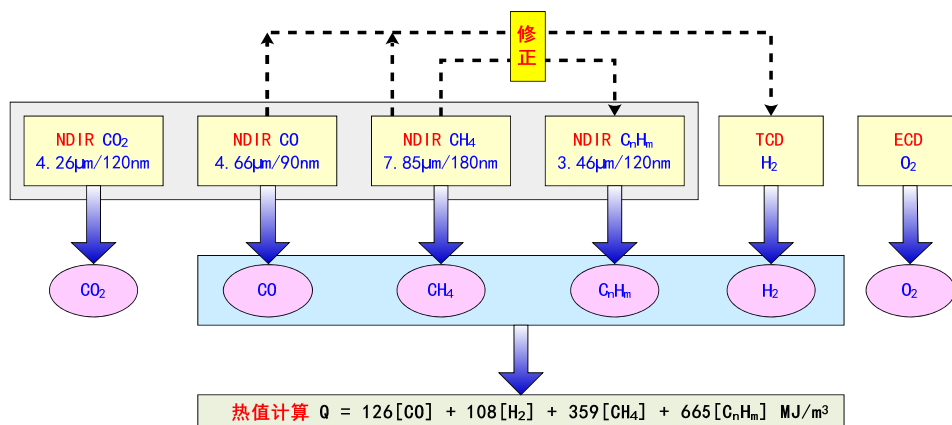 修
正
NDIR CO₂
4.26μm/120nm
NDIR CO
4.66μm/90nm
NDIR CH₄
7.85μm/180nm
NDIR CₙHₘ
3.46μm/120nm
TCD
H₂
ECD
O₂
CO₂
CO
CH₄
CₙHₘ
H₂
O₂
热值计算 Q = 126[CO] + 108[H₂] + 359[CH₄] + 665[CₙHₘ] MJ/m³